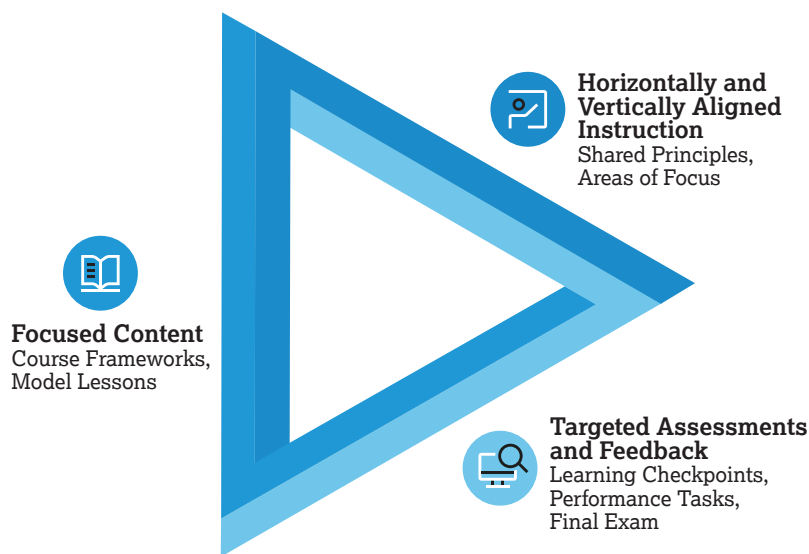 Horizontally and
Vertically Aligned
Instruction
Shared Principles,
Areas of Focus
Focused Content
Course Frameworks,
Model Lessons
Targeted Assessments
and Feedback
Learning Checkpoints,
Performance Tasks,
Final Exam